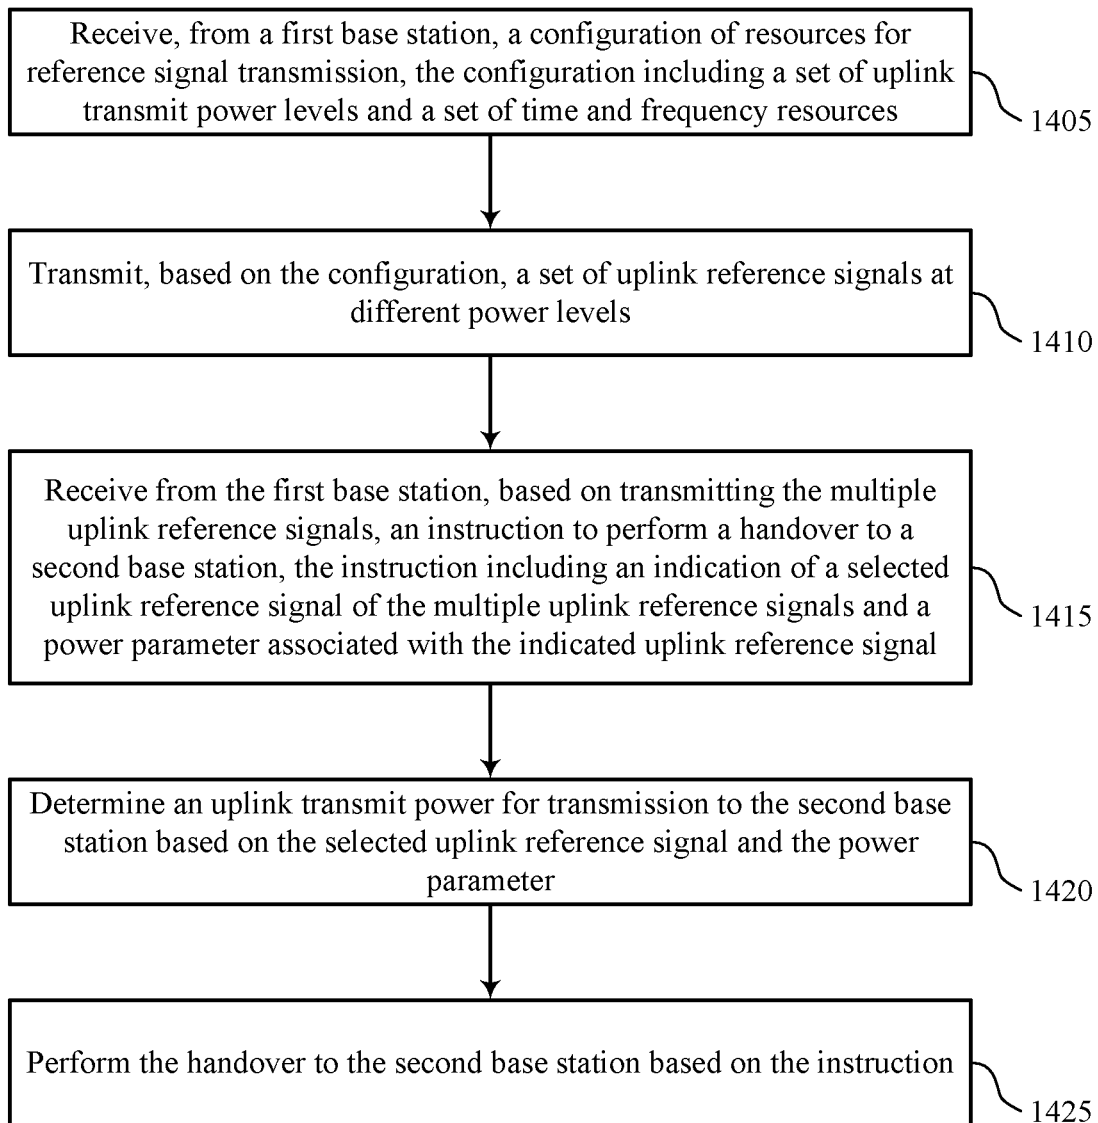 Receive, from a first base station, a configuration of resources for
reference signal transmission, the configuration including a set of uplink
transmit power levels and a set of time and frequency resources
1405
Transmit, based on the configuration, a set of uplink reference signals at
different power levels
1410
Receive from the first base station, based on transmitting the multiple
uplink reference signals, an instruction to perform a handover to a
second base station, the instruction including an indication of a selected
uplink reference signal of the multiple uplink reference signals and a
power parameter associated with the indicated uplink reference signal
1415
Determine an uplink transmit power for transmission to the second base
station based on the selected uplink reference signal and the power
parameter
1420
Perform the handover to the second base station based on the instruction
1425